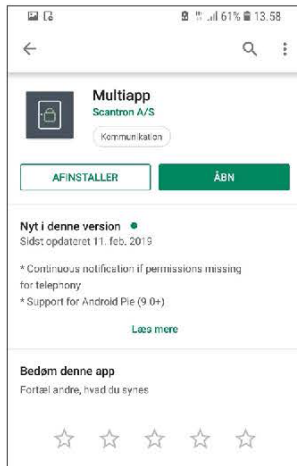 61% 13.58
Multiapp
Scantron A/S
Kommunikation
AFINSTALLER
ÅBN
Nyt i denne version
Sidst opdateret 11. feb. 2019
* Continuous notification if permissions missing
for telephony
* Support for Android Pie (9.0+)
Læs mere
Bedøm denne app
Fortæl andre, hvad du synes